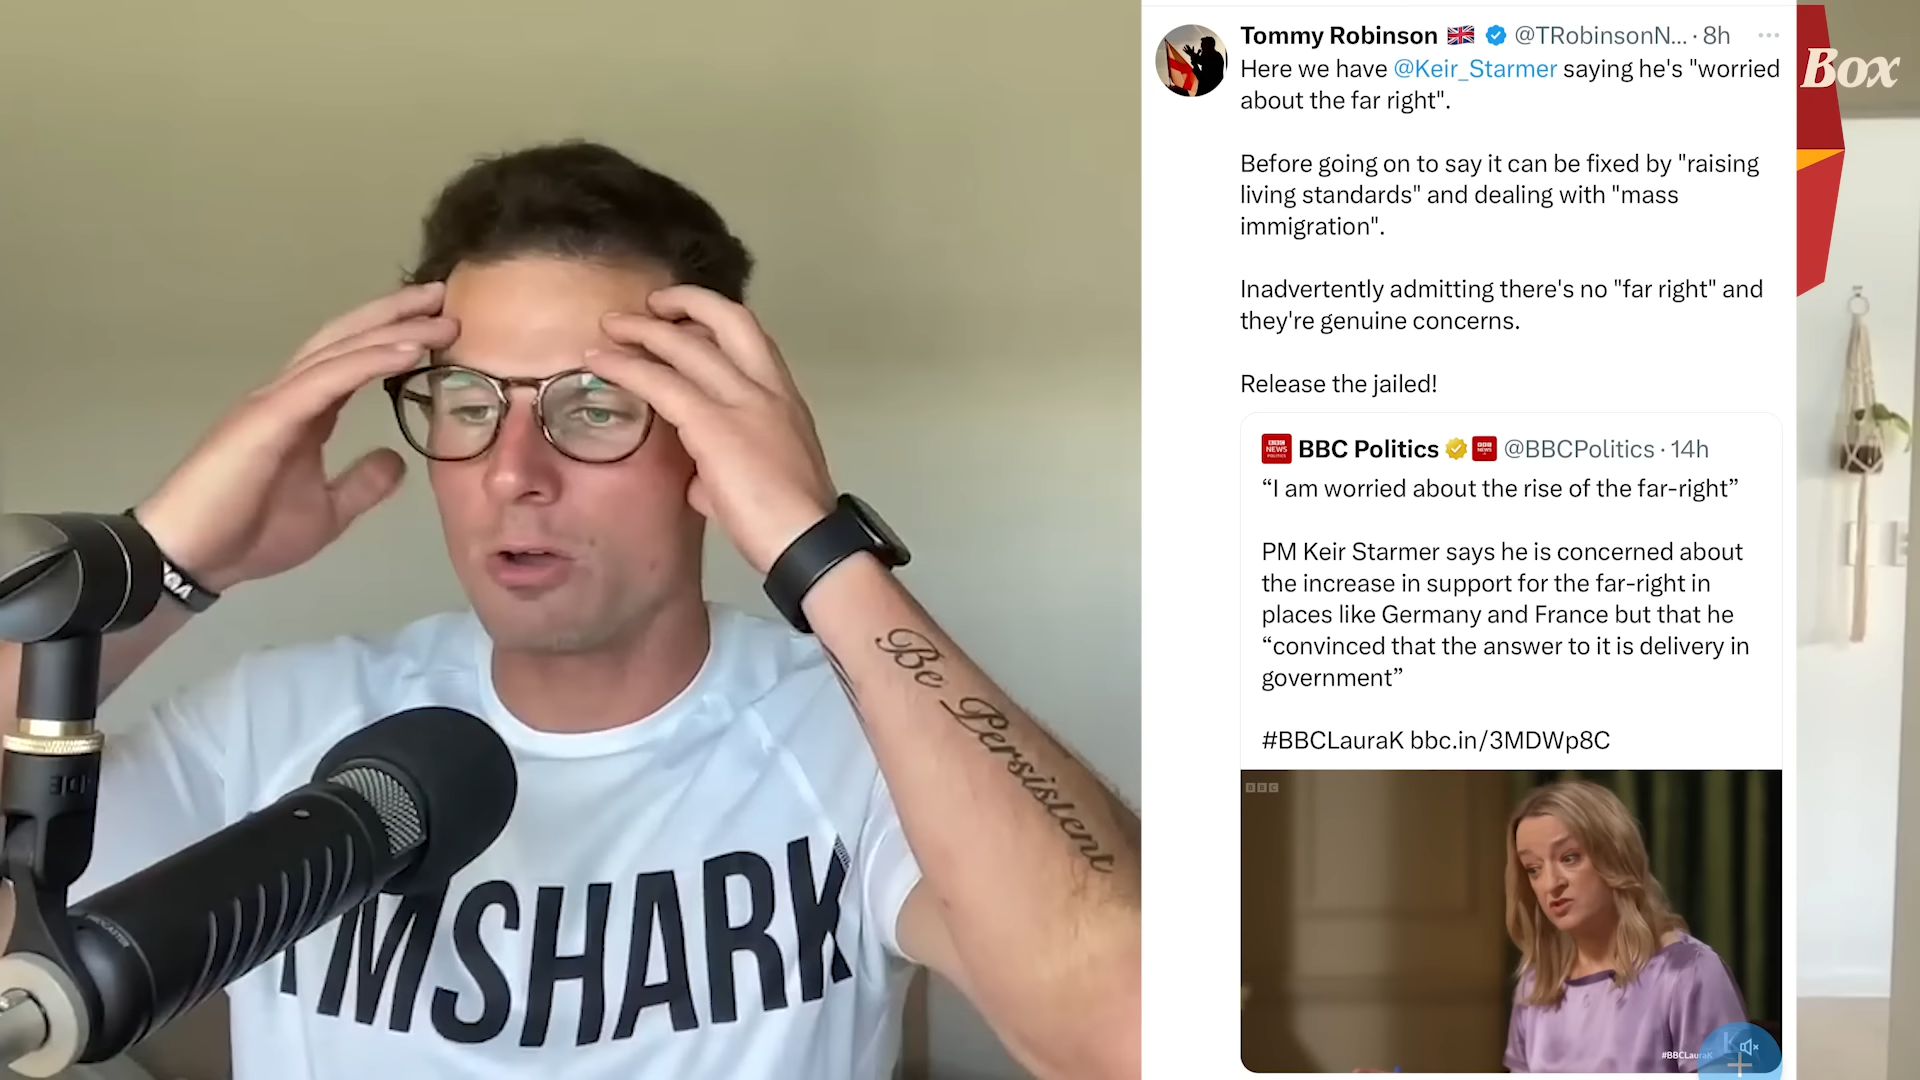 Tommy Robinson @TRobinsonN... · 8h
Here we have @Keir_Starmer saying he's "worried
about the far right".
Before going on to say it can be fixed by "raising
living standards" and dealing with "mass
immigration".
Inadvertently admitting there's no "far right" and
they're genuine concerns.
Release the jailed!
BBC Politics @BBCPolitics · 14h
“I am worried about the rise of the far-right”
PM Keir Starmer says he is concerned about
the increase in support for the far-right in
places like Germany and France but that he
“convinced that the answer to it is delivery in
government”
#BBCLauraK bbc.in/3MDWp8C
BBC
#BBCLauraK
Box
Be Persistent
YMSHARK